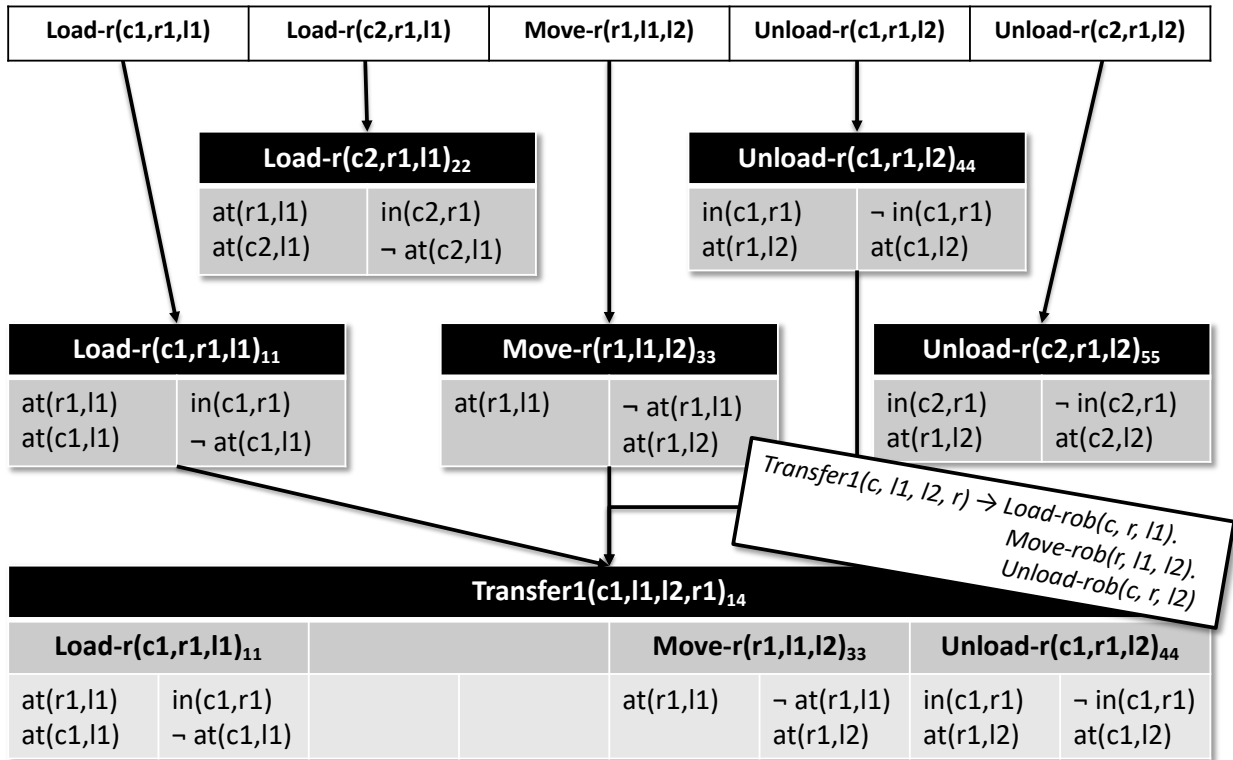 Load-r(c1,r1,l1) Load-r(c2,r1,l1) Move-r(r1,l1,l2) Unload-r(c1,r1,l2) Unload-r(c2,r1,l2)
Load-r(c2,r1,l1)₂₂
at(r1,l1) in(c2,r1)
at(c2,l1) ¬ at(c2,l1)
Unload-r(c1,r1,l2)₄₄
in(c1,r1) ¬ in(c1,r1)
at(r1,l2) at(c1,l2)
Load-r(c1,r1,l1)₁₁
at(r1,l1) in(c1,r1)
at(c1,l1) ¬ at(c1,l1)
Move-r(r1,l1,l2)₃₃
at(r1,l1) ¬ at(r1,l1)
at(r1,l2)
Unload-r(c2,r1,l2)₅₅
in(c2,r1) ¬ in(c2,r1)
at(r1,l2) at(c2,l2)
Transfer1(c, l1, l2, r) → Load-rob(c, r, l1).
Move-rob(r, l1, l2).
Unload-rob(c, r, l2)
Transfer1(c1,l1,l2,r1)₁₄
Load-r(c1,r1,l1)₁₁ Move-r(r1,l1,l2)₃₃ Unload-r(c1,r1,l2)₄₄
at(r1,l1) in(c1,r1) at(r1,l1) ¬ at(r1,l1) in(c1,r1) ¬ in(c1,r1)
at(c1,l1) ¬ at(c1,l1) at(r1,l2) at(r1,l2) at(c1,l2)